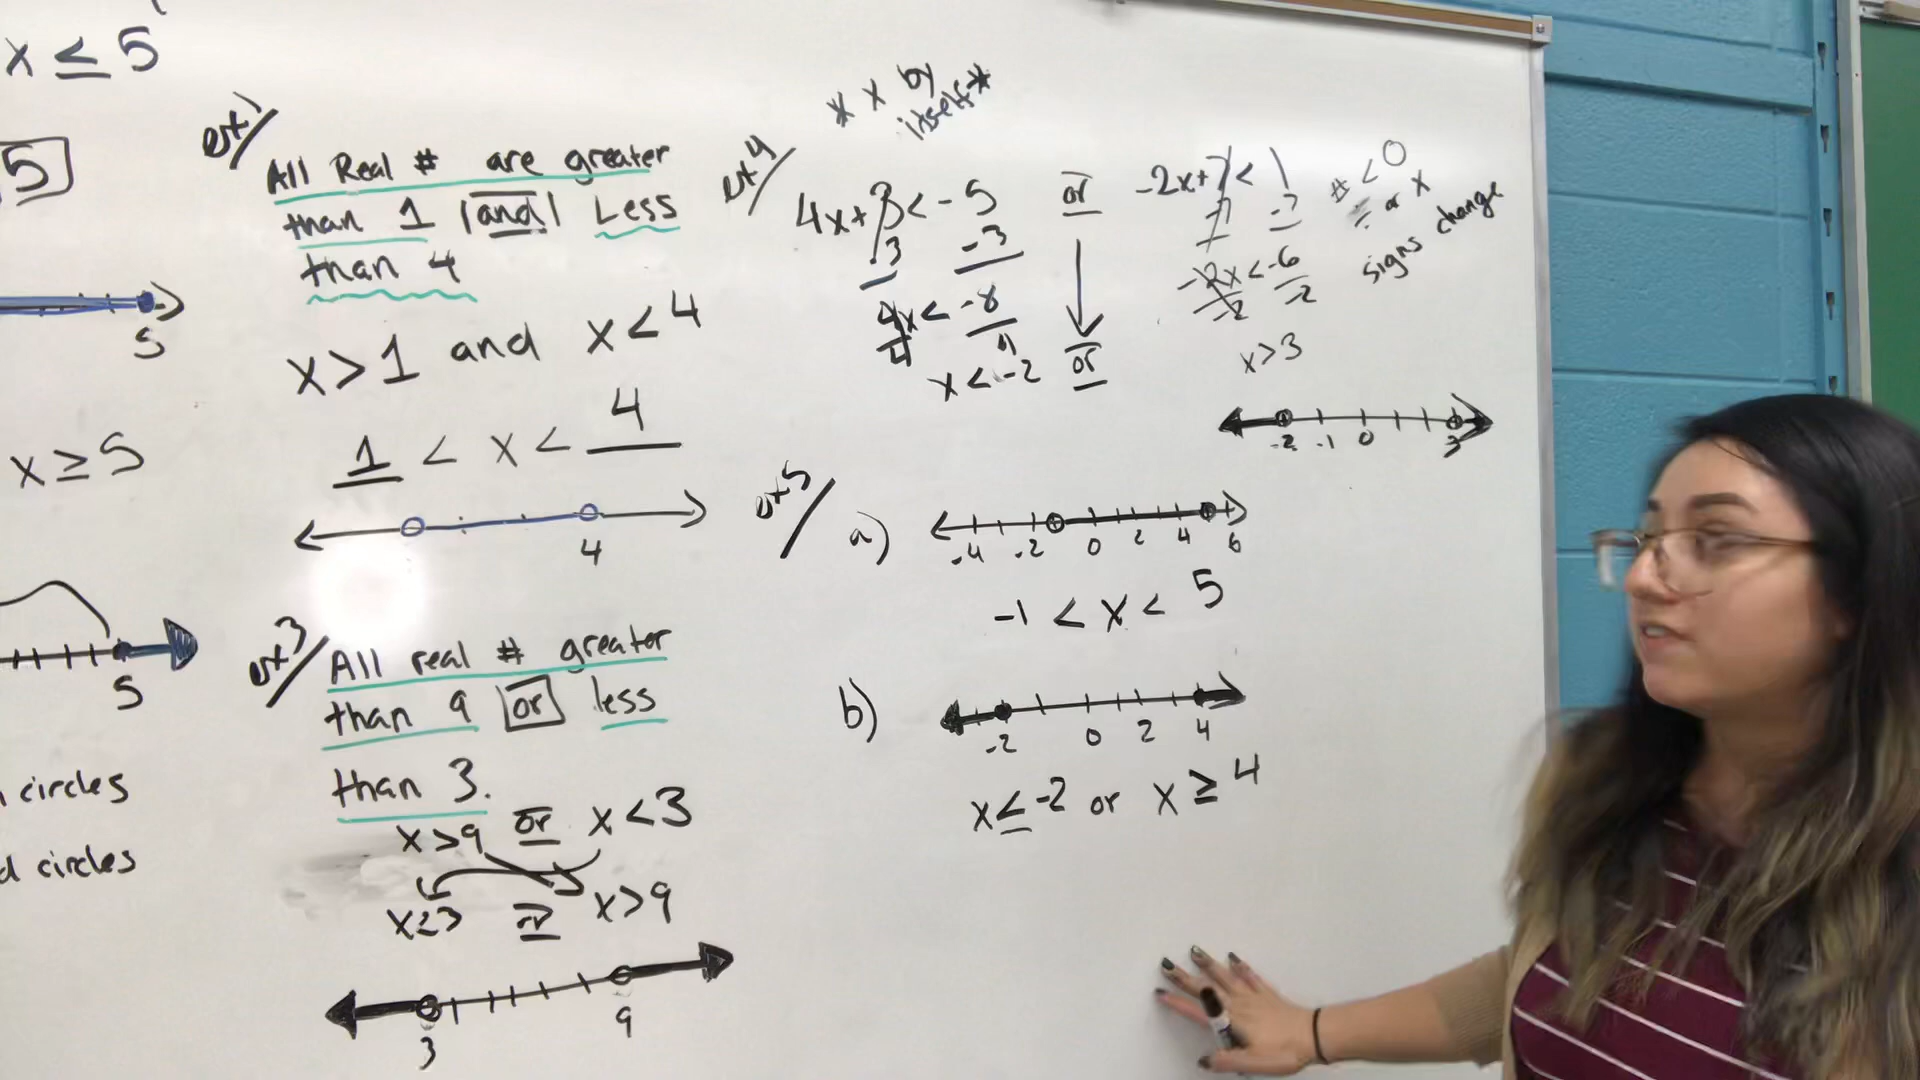 x ≤ 5
5
5
x ≥ 5
5
circles
circles
ex1/
All Real # are greater
than 1 and Less
than 4
x > 1 and x < 4
1 < x < 4
4
ex3/
All real # greater
than 9 or less
than 3.
x > 9 or x < 3
x < 3 or x > 9
3 9
* x by
itself *
ex4/
4x + 3 < -5 or -2x + 7 < 1
-3 -3 -7 -7
4x < -8 -2x < -6
4 4 -2 -2
x < -2 or x > 3
# < 0
÷ or x
signs change
-2 -1 0 3
ex5/
a)
-4 -2 0 2 4 6
-1 < x < 5
b)
-2 0 2 4
x ≤ -2 or x ≥ 4